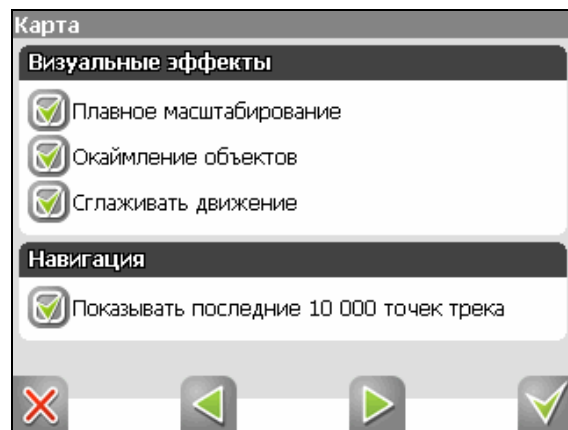 Карта
Визуальные эффекты
Плавное масштабирование
Окаймление объектов
Сглаживать движение
Навигация
Показывать последние 10 000 точек трека